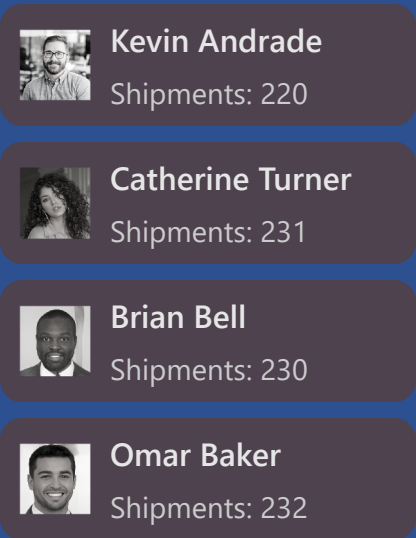 Kevin Andrade
Shipments: 220
Catherine Turner
Shipments: 231
Brian Bell
Shipments: 230
Omar Baker
Shipments: 232